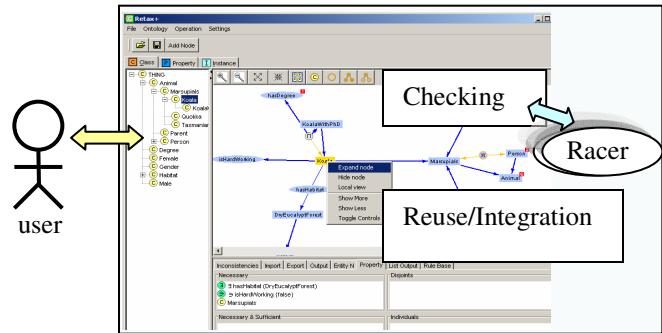 Retax+
File Ontology Operation Settings
Add Node
Class Property Instance
THING
Animal
Marsupials
Koala
Koala
Quokka
Tasmanian
Parent
Person
Degree
Female
Gender
Habitat
Male
hasDegree
KoalaWithPhD
isHardWorking
Koala
Marsupials
Person
Animal
hasHabitat
DryEucalyptForest
Expand node
Hide node
Local view
Show More
Show Less
Toggle Controls
Checking
Racer
Reuse/Integration
user
Inconsistencies Import Export Output Entity N Property List Output Rule Base
Necessary
Disjoints
∃ hasHabitat (DryEucalyptForest)
∋ isHardWorking (false)
Marsupials
Necessary & Sufficient
Individuals